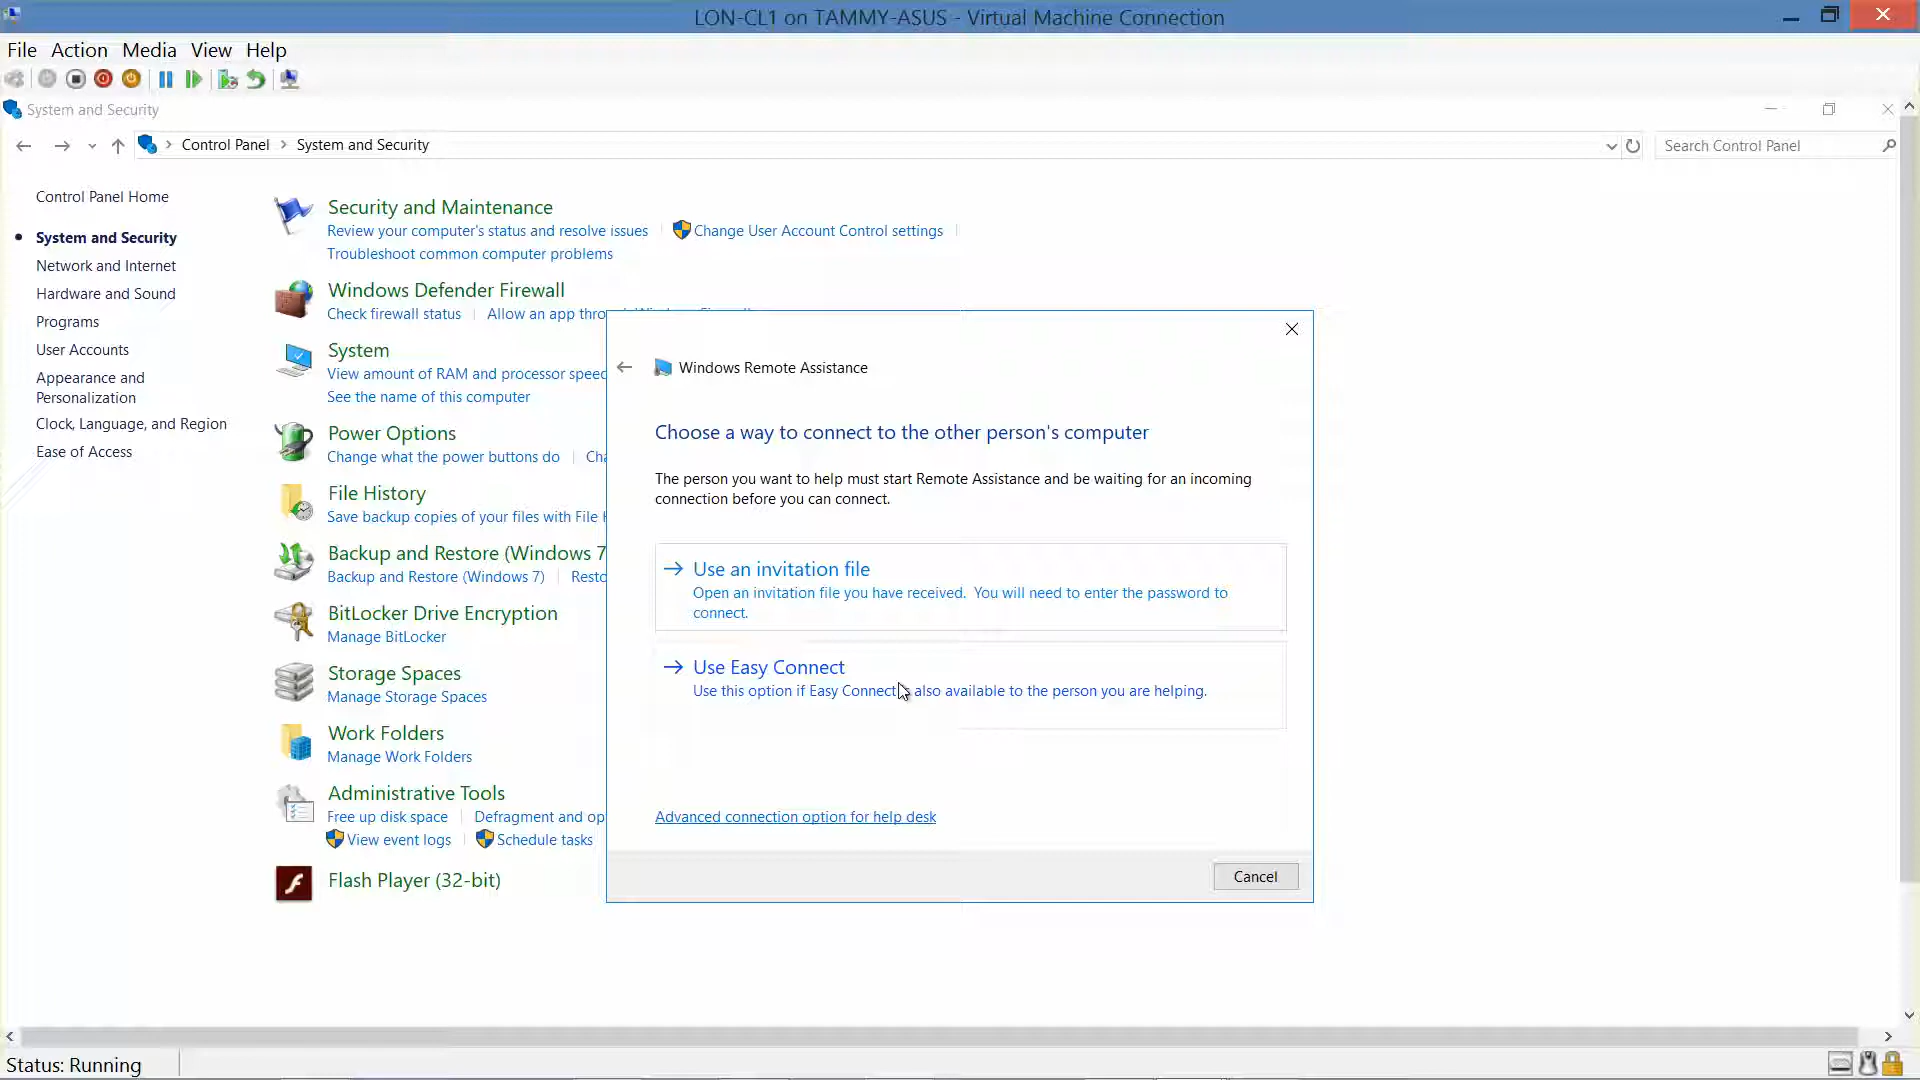 LON-CL1 on TAMMY-ASUS - Virtual Machine Connection
File Action Media View Help
System and Security
Control Panel System and Security
Search Control Panel
Control Panel Home
System and Security
Network and Internet
Hardware and Sound
Programs
User Accounts
Appearance and
Personalization
Clock, Language, and Region
Ease of Access
Security and Maintenance
Review your computer's status and resolve issues
Change User Account Control settings
Troubleshoot common computer problems
Windows Defender Firewall
Check firewall status
Allow an app
System
View amount of RAM and processor
See the name of this computer
Power Options
Change what the power buttons do
File History
Save backup copies of your files with File
Backup and Restore (Windows 7
Backup and Restore (Windows 7)
BitLocker Drive Encryption
Manage BitLocker
Storage Spaces
Manage Storage Spaces
Work Folders
Manage Work Folders
Administrative Tools
Free up disk space
Defragment and
View event logs
Schedule tasks
Flash Player (32-bit)
Windows Remote Assistance
Choose a way to connect to the other person's computer
The person you want to help must start Remote Assistance and be waiting for an incoming
connection before you can connect.
Use an invitation file
Open an invitation file you have received. You will need to enter the password to
connect.
Use Easy Connect
Use this option if Easy Connect also available to the person you are helping.
Advanced connection option for help desk
Cancel
Status: Running